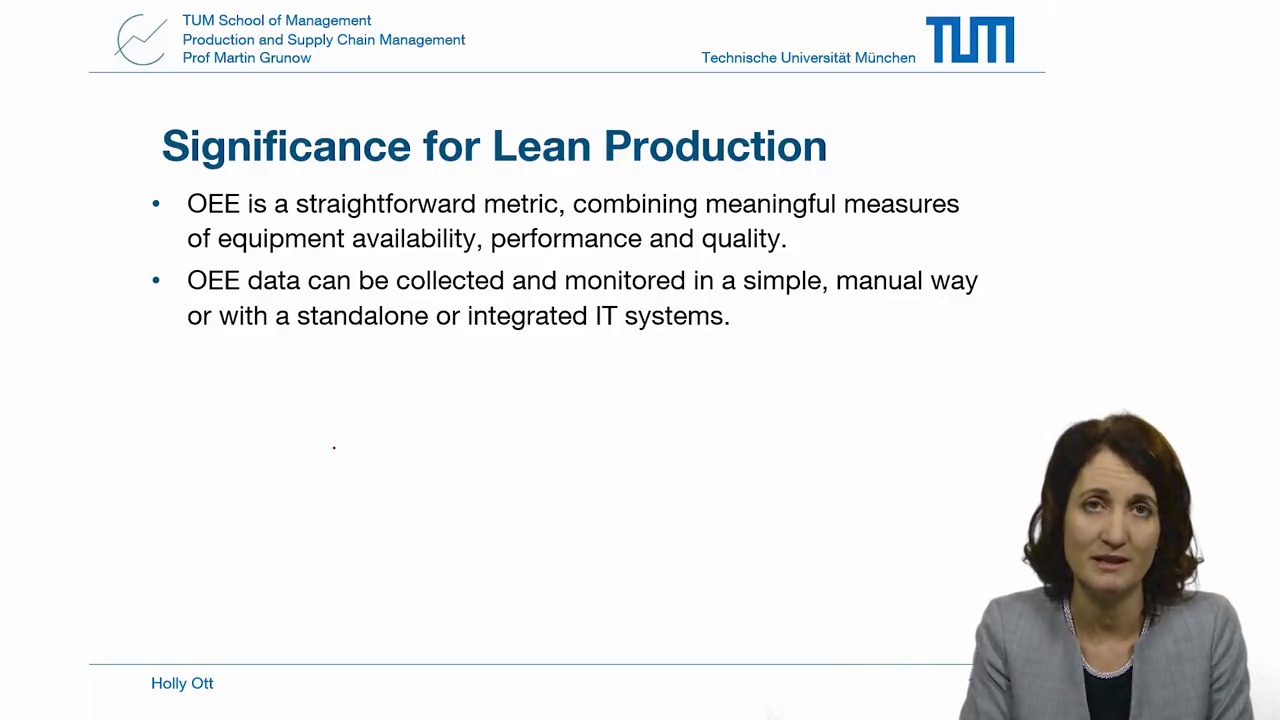 TUM School of Management
Production and Supply Chain Management
Prof Martin Grunow
Technische Universität München
TUM
Significance for Lean Production
• OEE is a straightforward metric, combining meaningful measures
of equipment availability, performance and quality.
• OEE data can be collected and monitored in a simple, manual way
or with a standalone or integrated IT systems.
Holly Ott